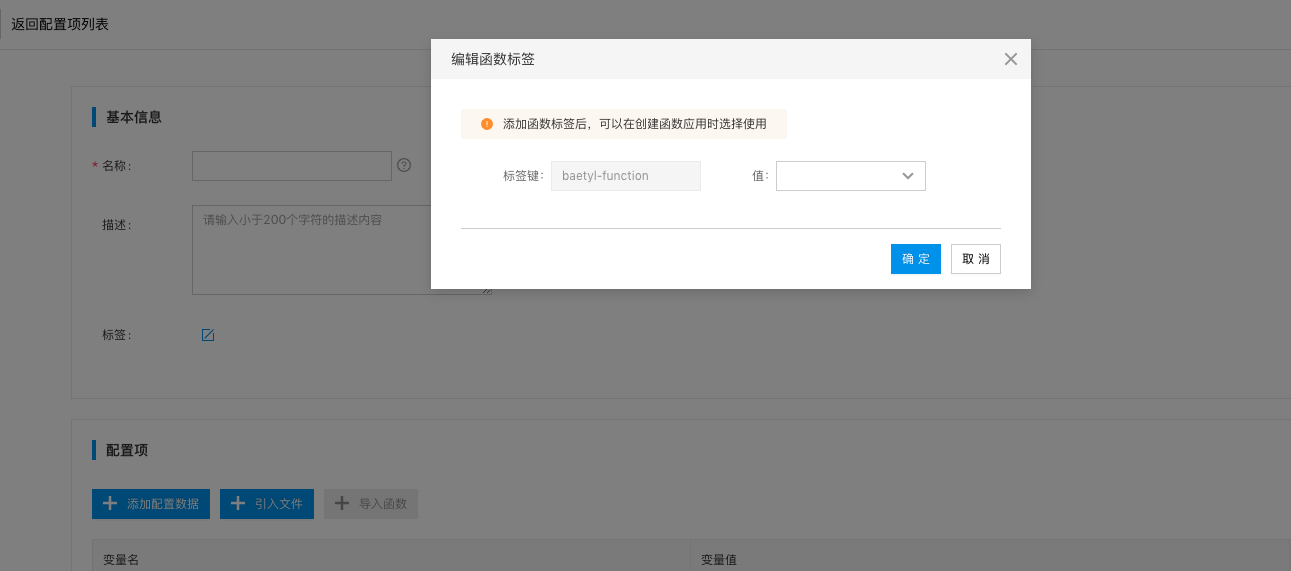 返回配置项列表
编辑函数标签
添加函数标签后，可以在创建函数应用时选择使用
标签键： baetyl-function 值：
确 定 取 消
基本信息
* 名称：
描述： 请输入小于200个字符的描述内容
标签：
配置项
添加配置数据 引入文件 导入函数
变量名 变量值